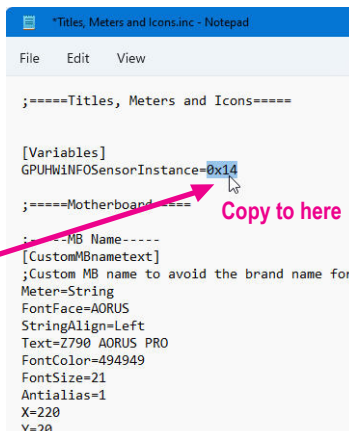 *Titles, Meters and Icons.inc - Notepad
File Edit View
;=====Titles, Meters and Icons=====
[Variables]
GPUHWiNFOSensorInstance=0x14
;=====Motherboard=====
Copy to here
;-----MB Name-----
[CustomMBnametext]
;Custom MB name to avoid the brand name for
Meter=String
FontFace=AORUS
StringAlign=Left
Text=Z790 AORUS PRO
FontColor=494949
FontSize=21
Antialias=1
X=220
Y=20